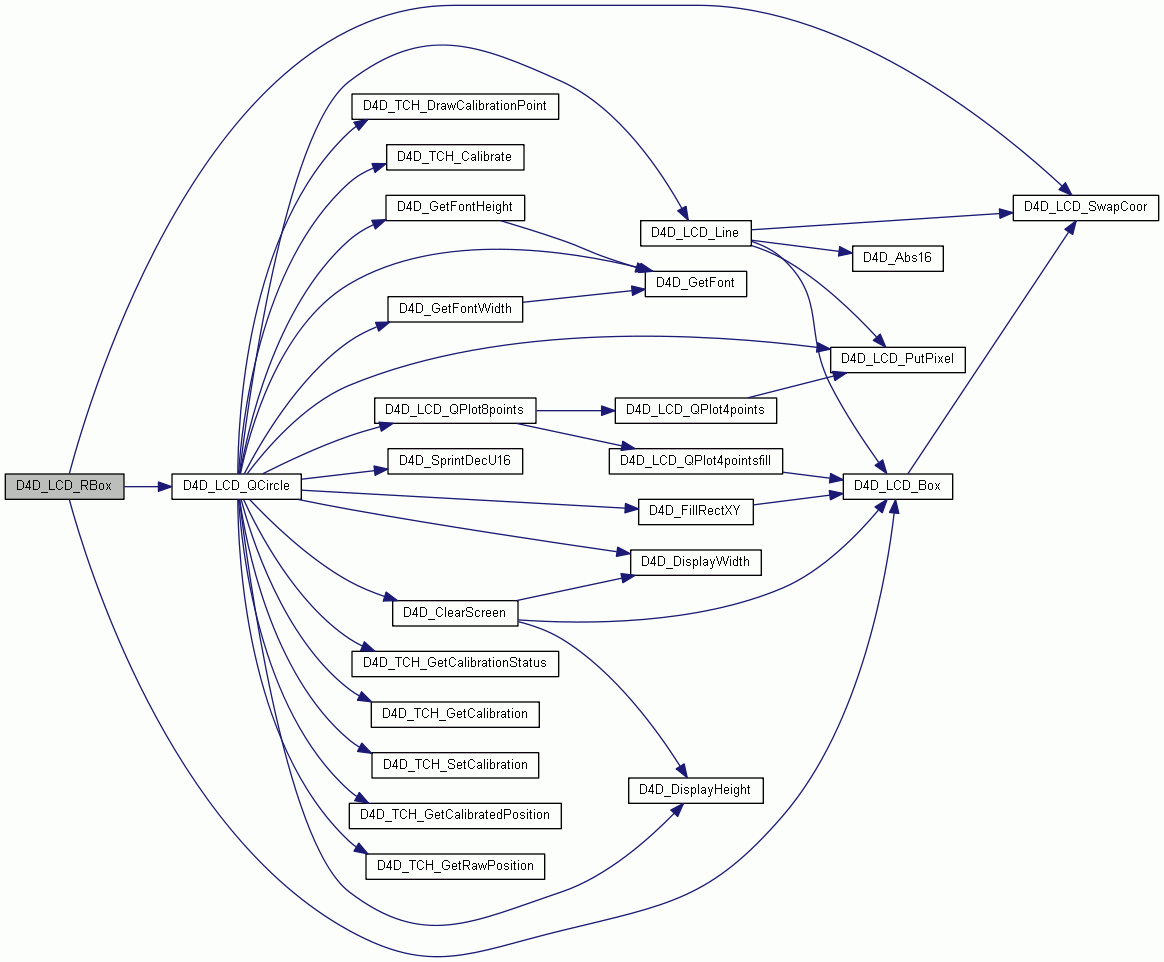 D4D_TCH_DrawCalibrationPoint
D4D_TCH_Calibrate
D4D_GetFontHeight
D4D_LCD_SwapCoor
D4D_LCD_Line
D4D_Abs16
D4D_GetFont
D4D_GetFontWidth
D4D_LCD_PutPixel
D4D_LCD_QPlot8points
D4D_LCD_QPlot4points
D4D_SprintDecU16
D4D_LCD_QPlot4pointsfill
D4D_LCD_RBox
D4D_LCD_QCircle
D4D_LCD_Box
D4D_FillRectXY
D4D_DisplayWidth
D4D_ClearScreen
D4D_TCH_GetCalibrationStatus
D4D_TCH_GetCalibration
D4D_TCH_SetCalibration
D4D_DisplayHeight
D4D_TCH_GetCalibratedPosition
D4D_TCH_GetRawPosition